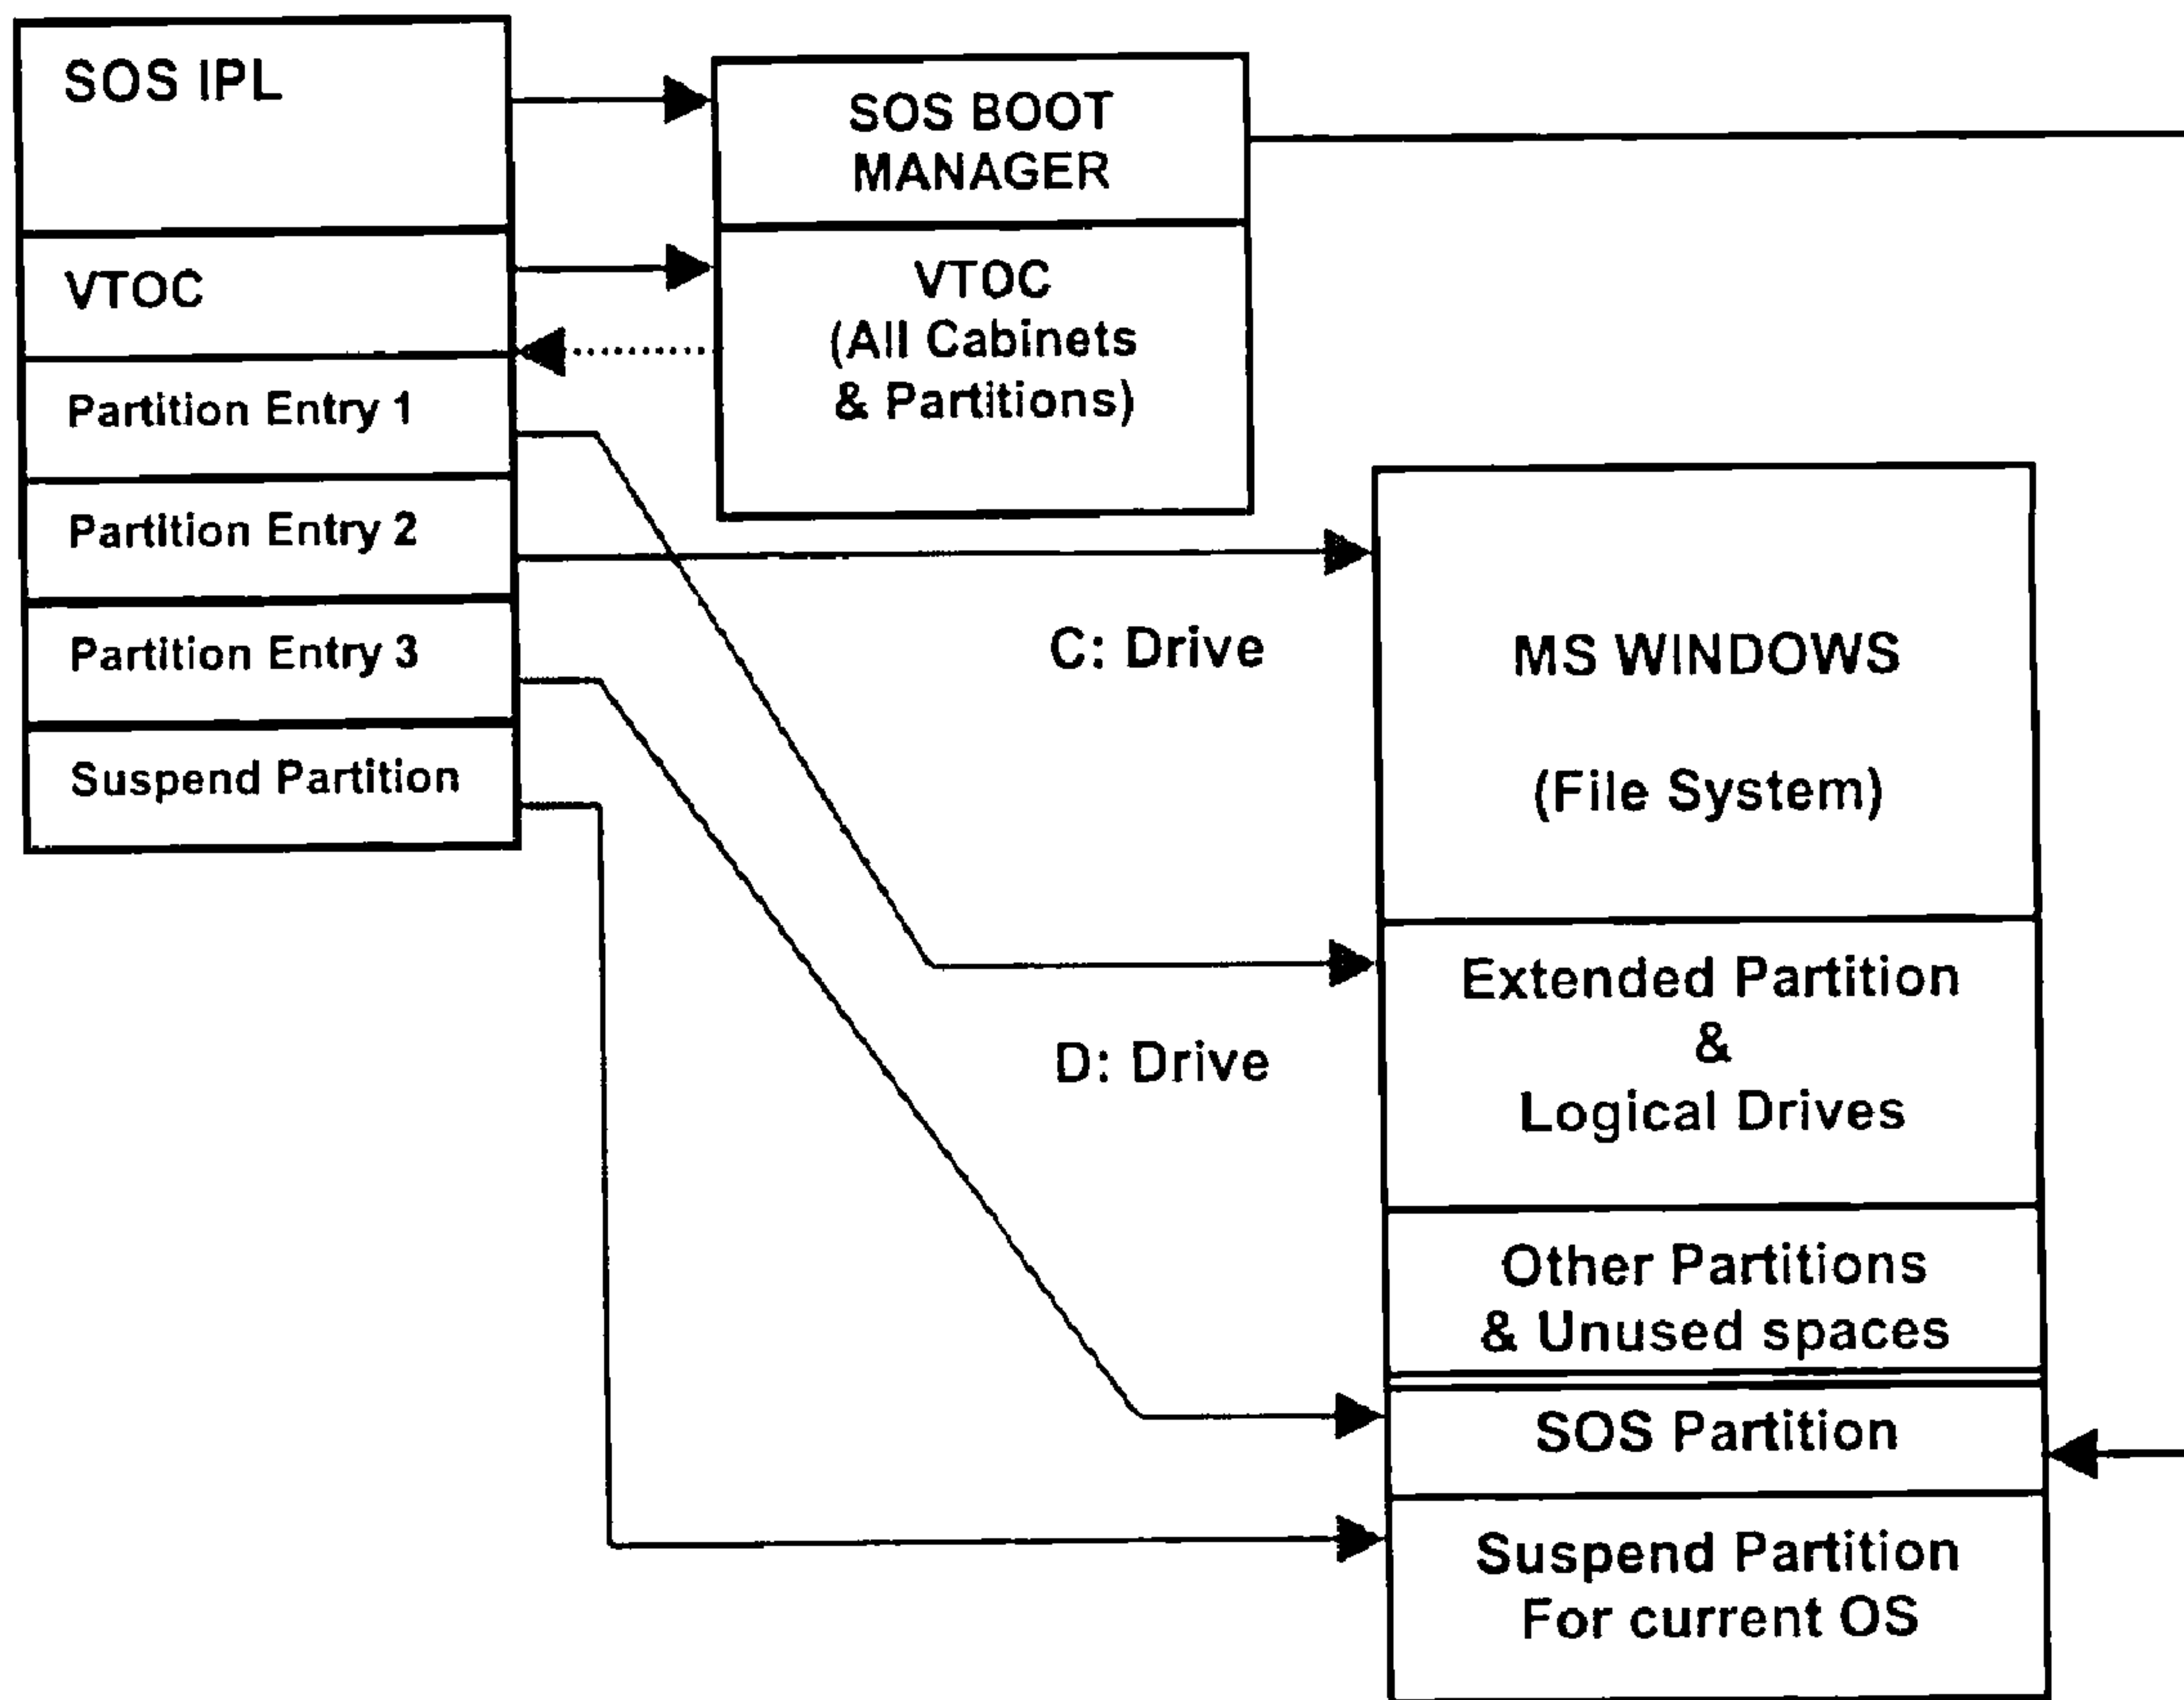 SOS IPL
VTOC
Partition Entry 1
Partition Entry 2
Partition Entry 3
Suspend Partition
SOS BOOT
MANAGER
VTOC
(All Cabinets
& Partitions)
C: Drive
D: Drive
MS WINDOWS
(File System)
Extended Partition
&
Logical Drives
Other Partitions
& Unused spaces
SOS Partition
Suspend Partition
For current OS